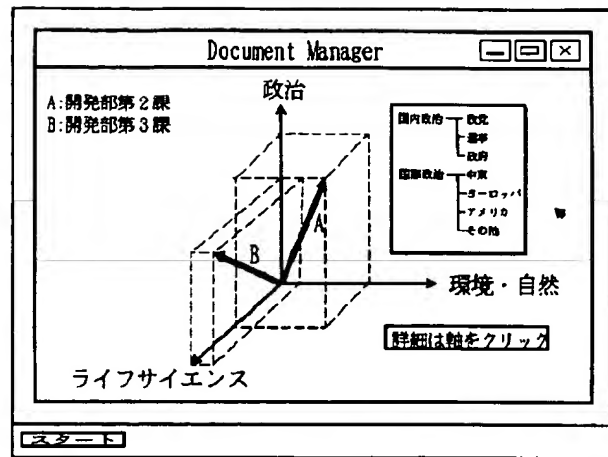 Document Manager
政治
A:開発部第2課
B:開発部第3課
国内政治
政党
選挙
政府
国際政治
中東
ヨーロッパ
アメリカ
その他
A
B
環境・自然
詳細は軸をクリック
ライフサイエンス
スタート